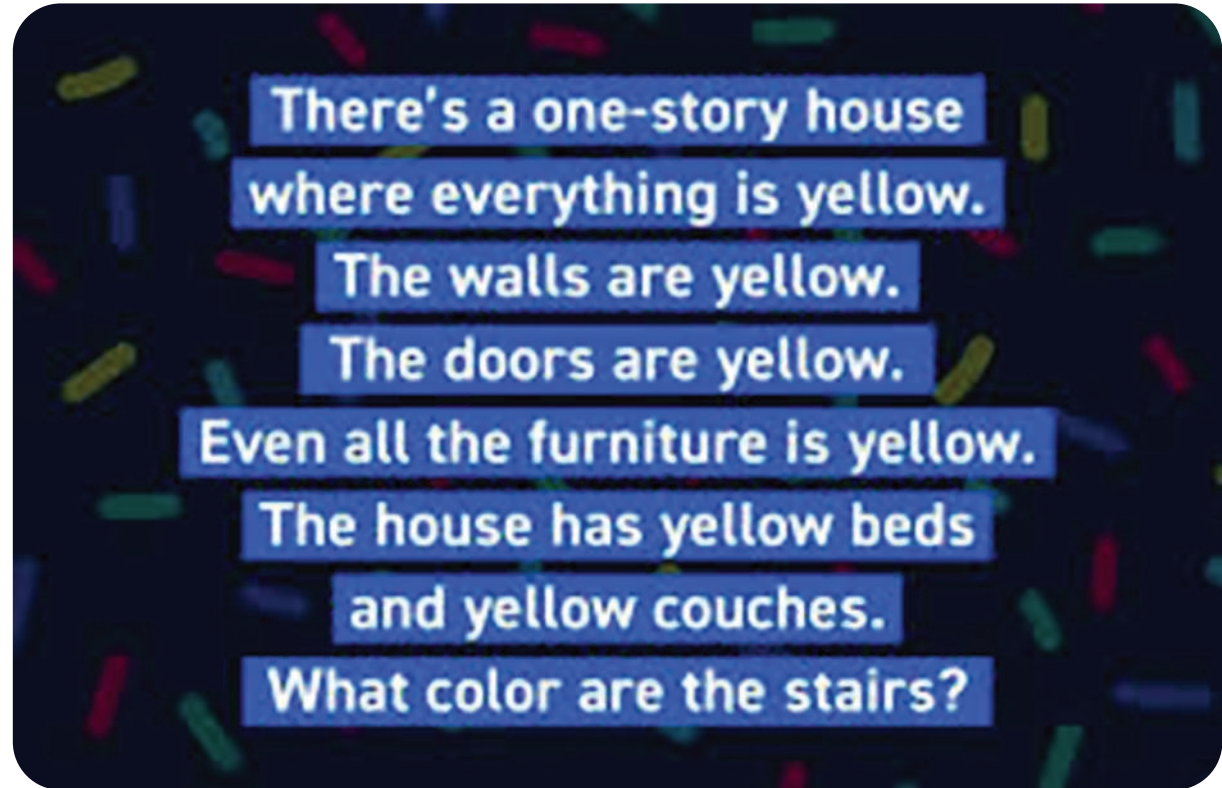 There's a one-story house
where everything is yellow.
The walls are yellow.
The doors are yellow.
Even all the furniture is yellow.
The house has yellow beds
and yellow couches.
What color are the stairs?